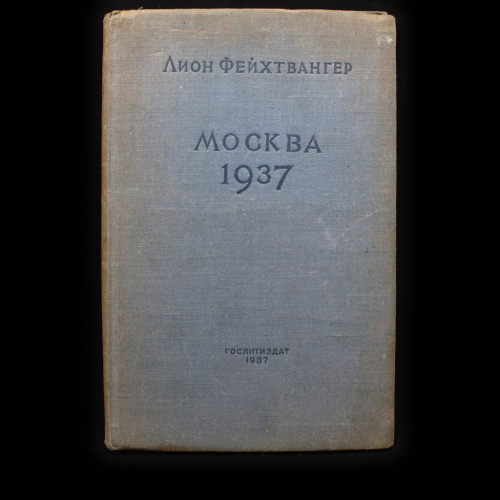 Лион Фейхтвангер
Москва
1937
ГОСЛИТИЗДАТ
1937